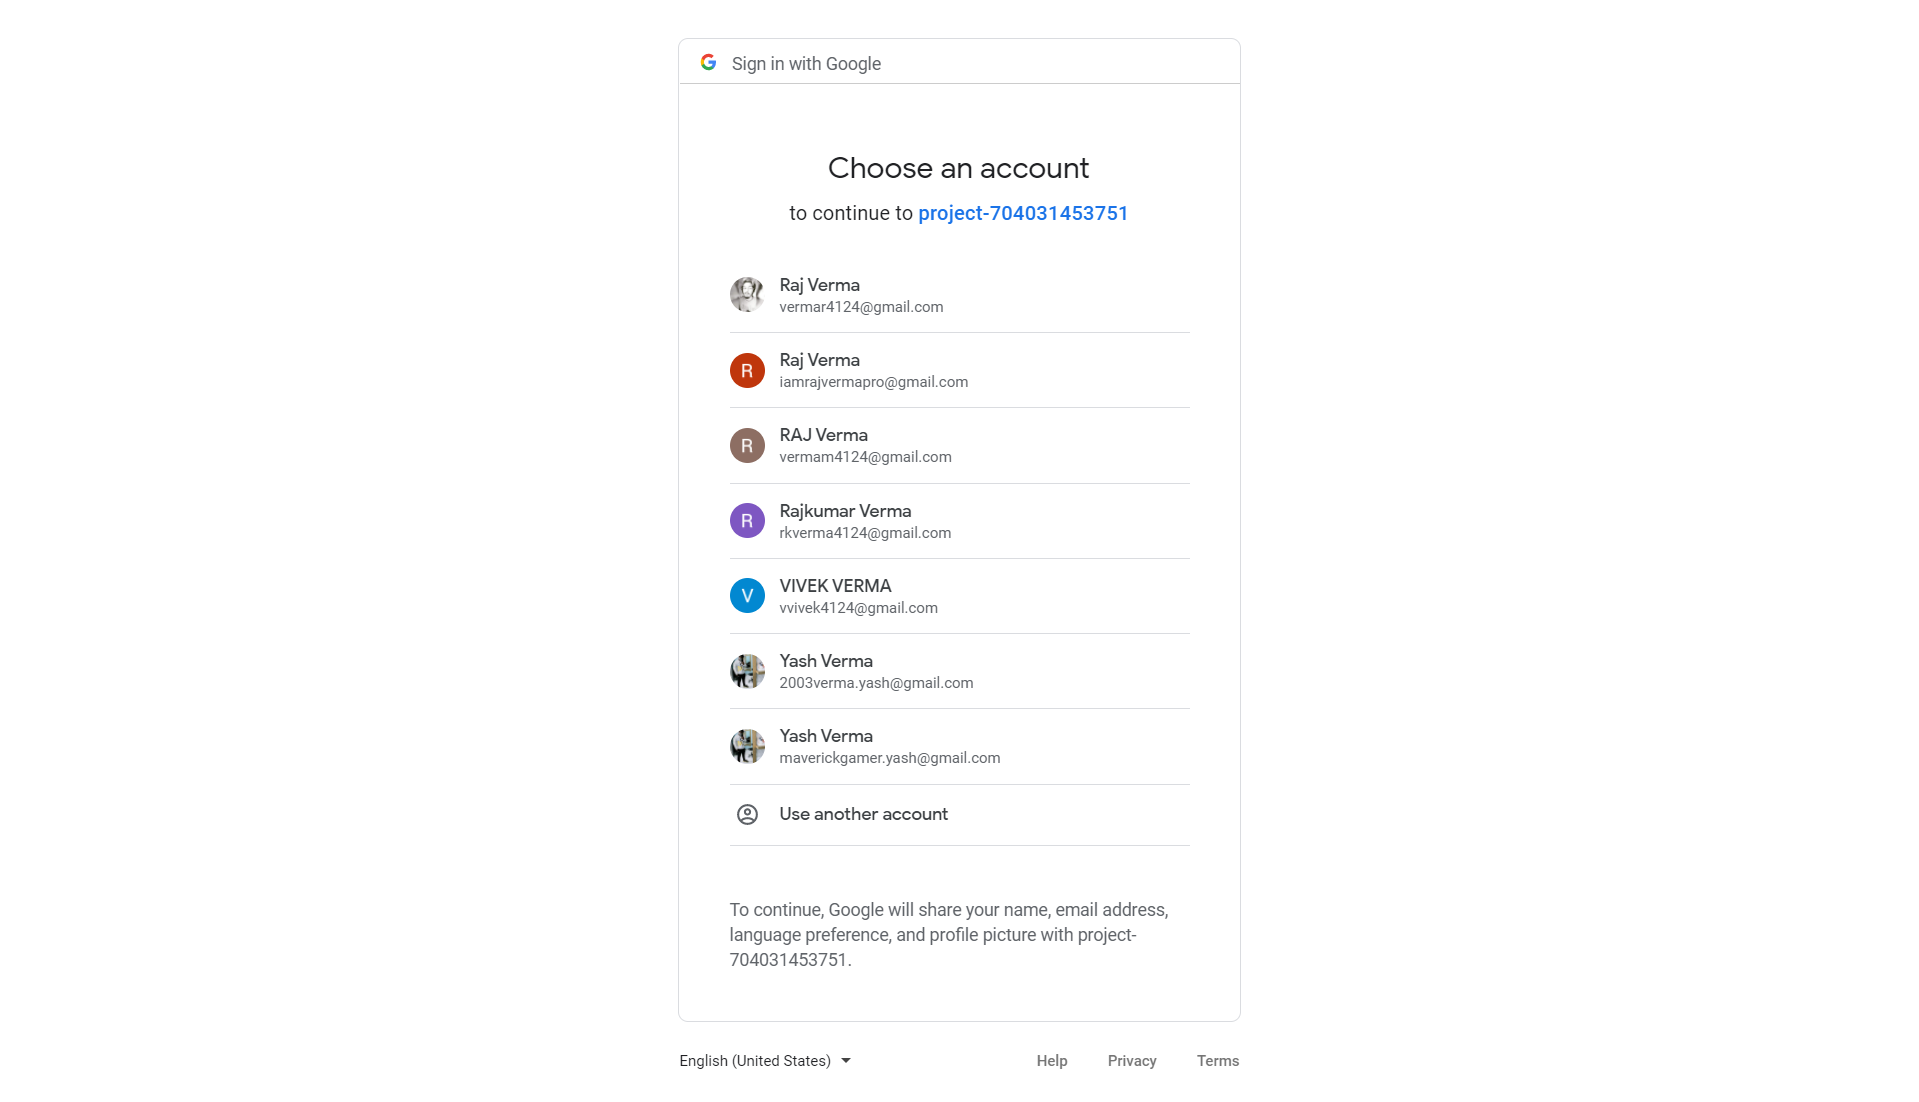 Sign in with Google
Choose an account
to continue to project-704031453751
Raj Verma
vermar4124@gmail.com
R
Raj Verma
iamrajvermapro@gmail.com
R
RAJ Verma
vermam4124@gmail.com
R
Rajkumar Verma
rkverma4124@gmail.com
V
VIVEK VERMA
vvivek4124@gmail.com
Yash Verma
2003verma.yash@gmail.com
Yash Verma
maverickgamer.yash@gmail.com
Use another account
To continue, Google will share your name, email address,
language preference, and profile picture with project-
704031453751.
English (United States) Help Privacy Terms